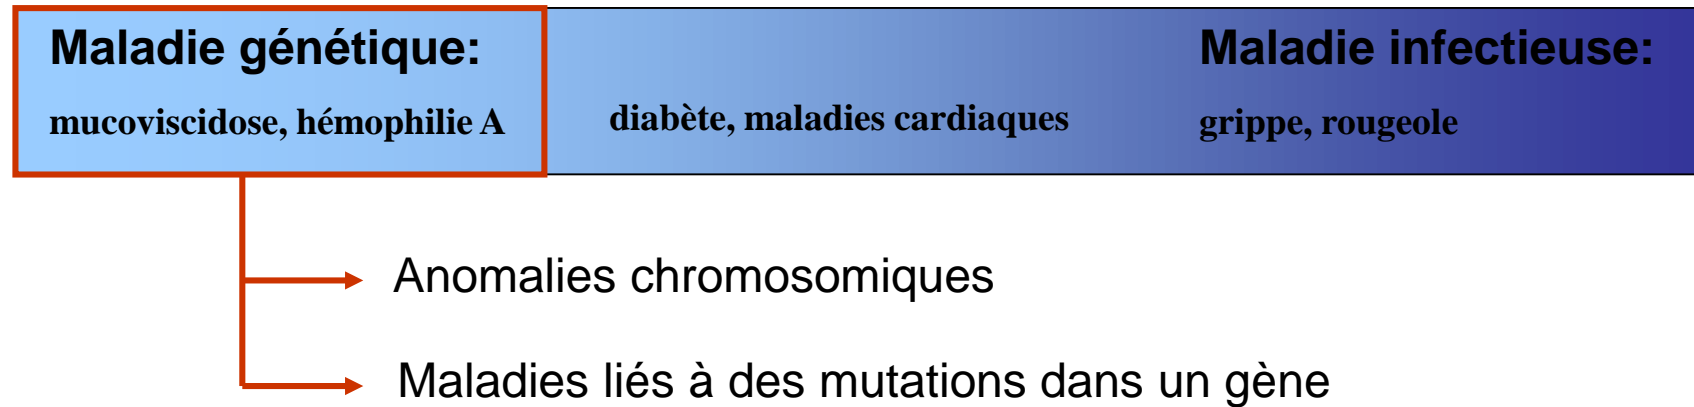 Maladie génétique:
Maladie infectieuse:
mucoviscidose, hémophilie A
diabète, maladies cardiaques
grippe, rougeole
Anomalies chromosomiques
Maladies liés à des mutations dans un gène